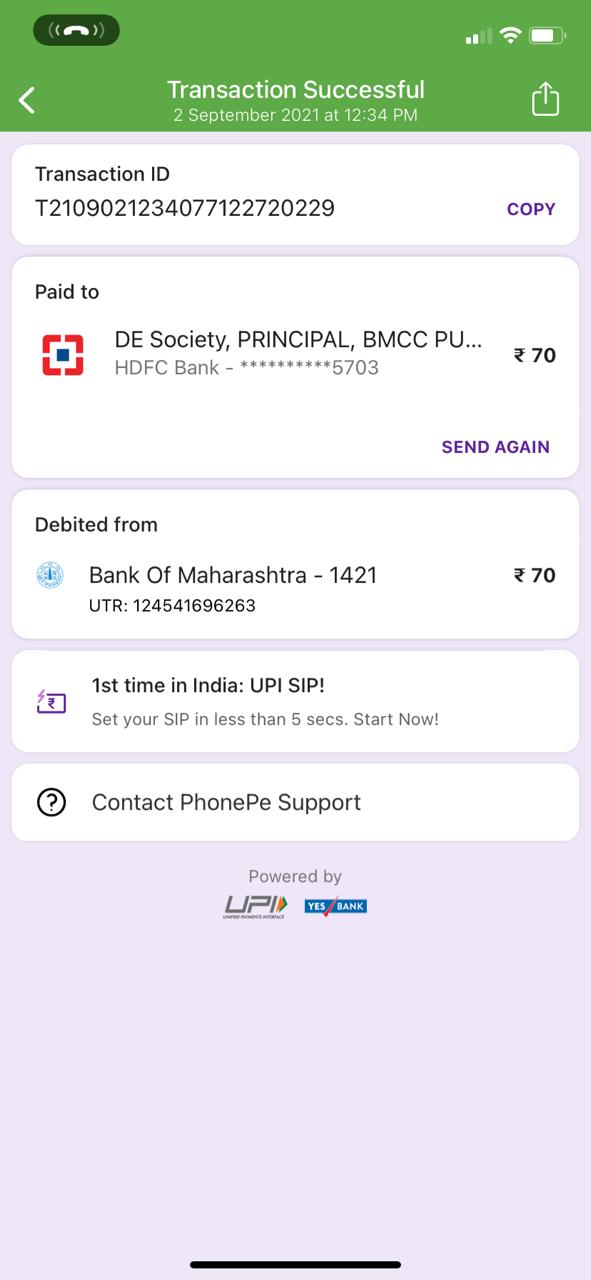 Transaction Successful
2 September 2021 at 12:34 PM
Transaction ID
T2109021234077122720229
COPY
Paid to
DE Society, PRINCIPAL, BMCC PU...
HDFC Bank - **********5703
₹ 70
SEND AGAIN
Debited from
Bank Of Maharashtra - 1421
₹ 70
UTR: 124541696263
1st time in India: UPI SIP!
Set your SIP in less than 5 secs. Start Now!
Contact PhonePe Support
Powered by
UPI
UNIFIED PAYMENTS INTERFACE
YES BANK